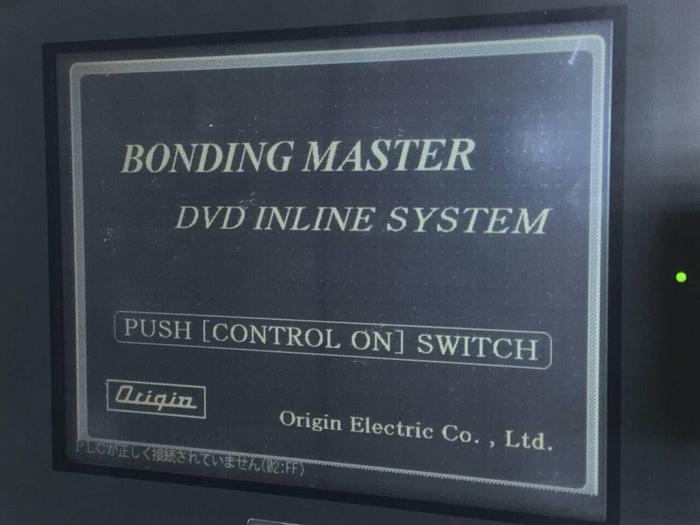 BONDING MASTER
DVD INLINE SYSTEM
PUSH [CONTROL ON] SWITCH
Origin
Origin Electric Co. , Ltd.
PLCが正しく接続されていません(02:FF)